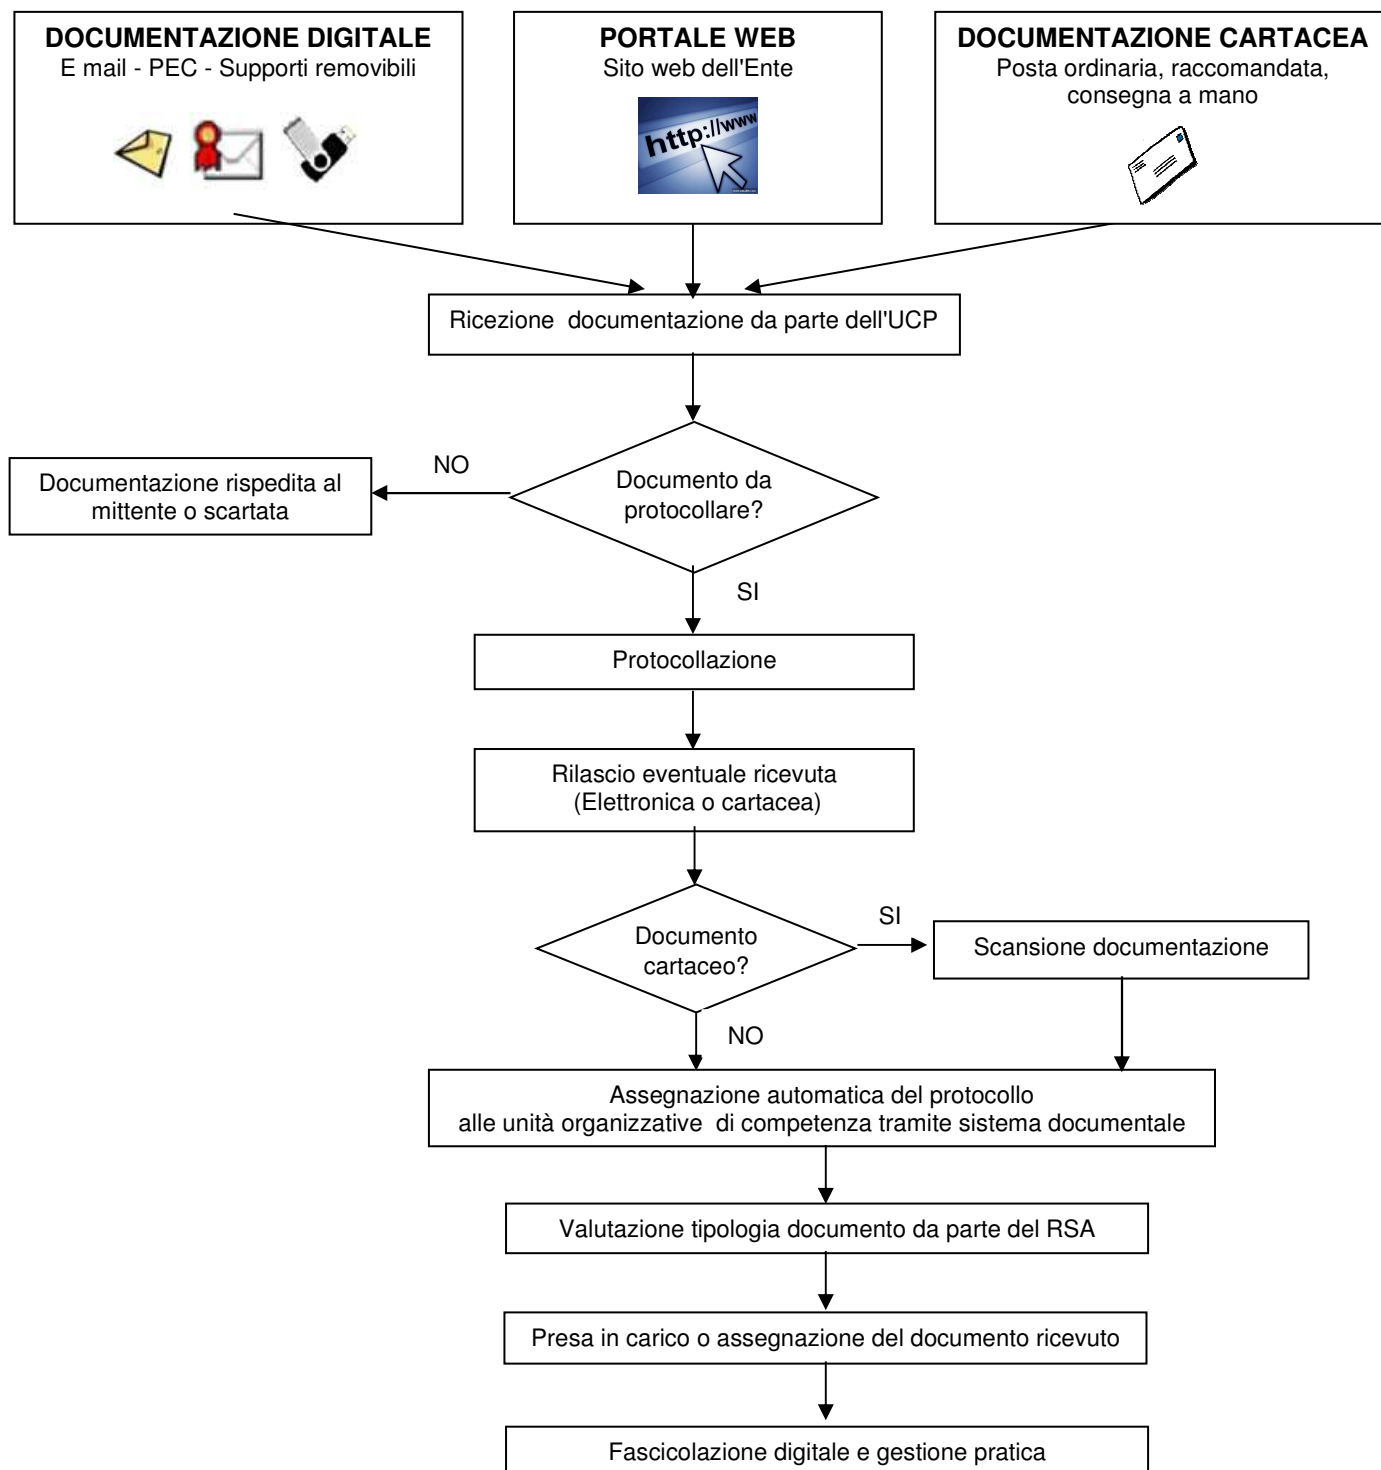 DOCUMENTAZIONE DIGITALE
E mail - PEC - Supporti removibili
PORTALE WEB
Sito web dell'Ente
http://www
DOCUMENTAZIONE CARTACEA
Posta ordinaria, raccomandata,
consegna a mano
Ricezione documentazione da parte dell'UCP
Documento da
protocollare?
NO
Documentazione rispedita al
mittente o scartata
SI
Protocollazione
Rilascio eventuale ricevuta
(Elettronica o cartacea)
Documento
cartaceo?
SI
Scansione documentazione
NO
Assegnazione automatica del protocollo
alle unità organizzative di competenza tramite sistema documentale
Valutazione tipologia documento da parte del RSA
Presa in carico o assegnazione del documento ricevuto
Fascicolazione digitale e gestione pratica